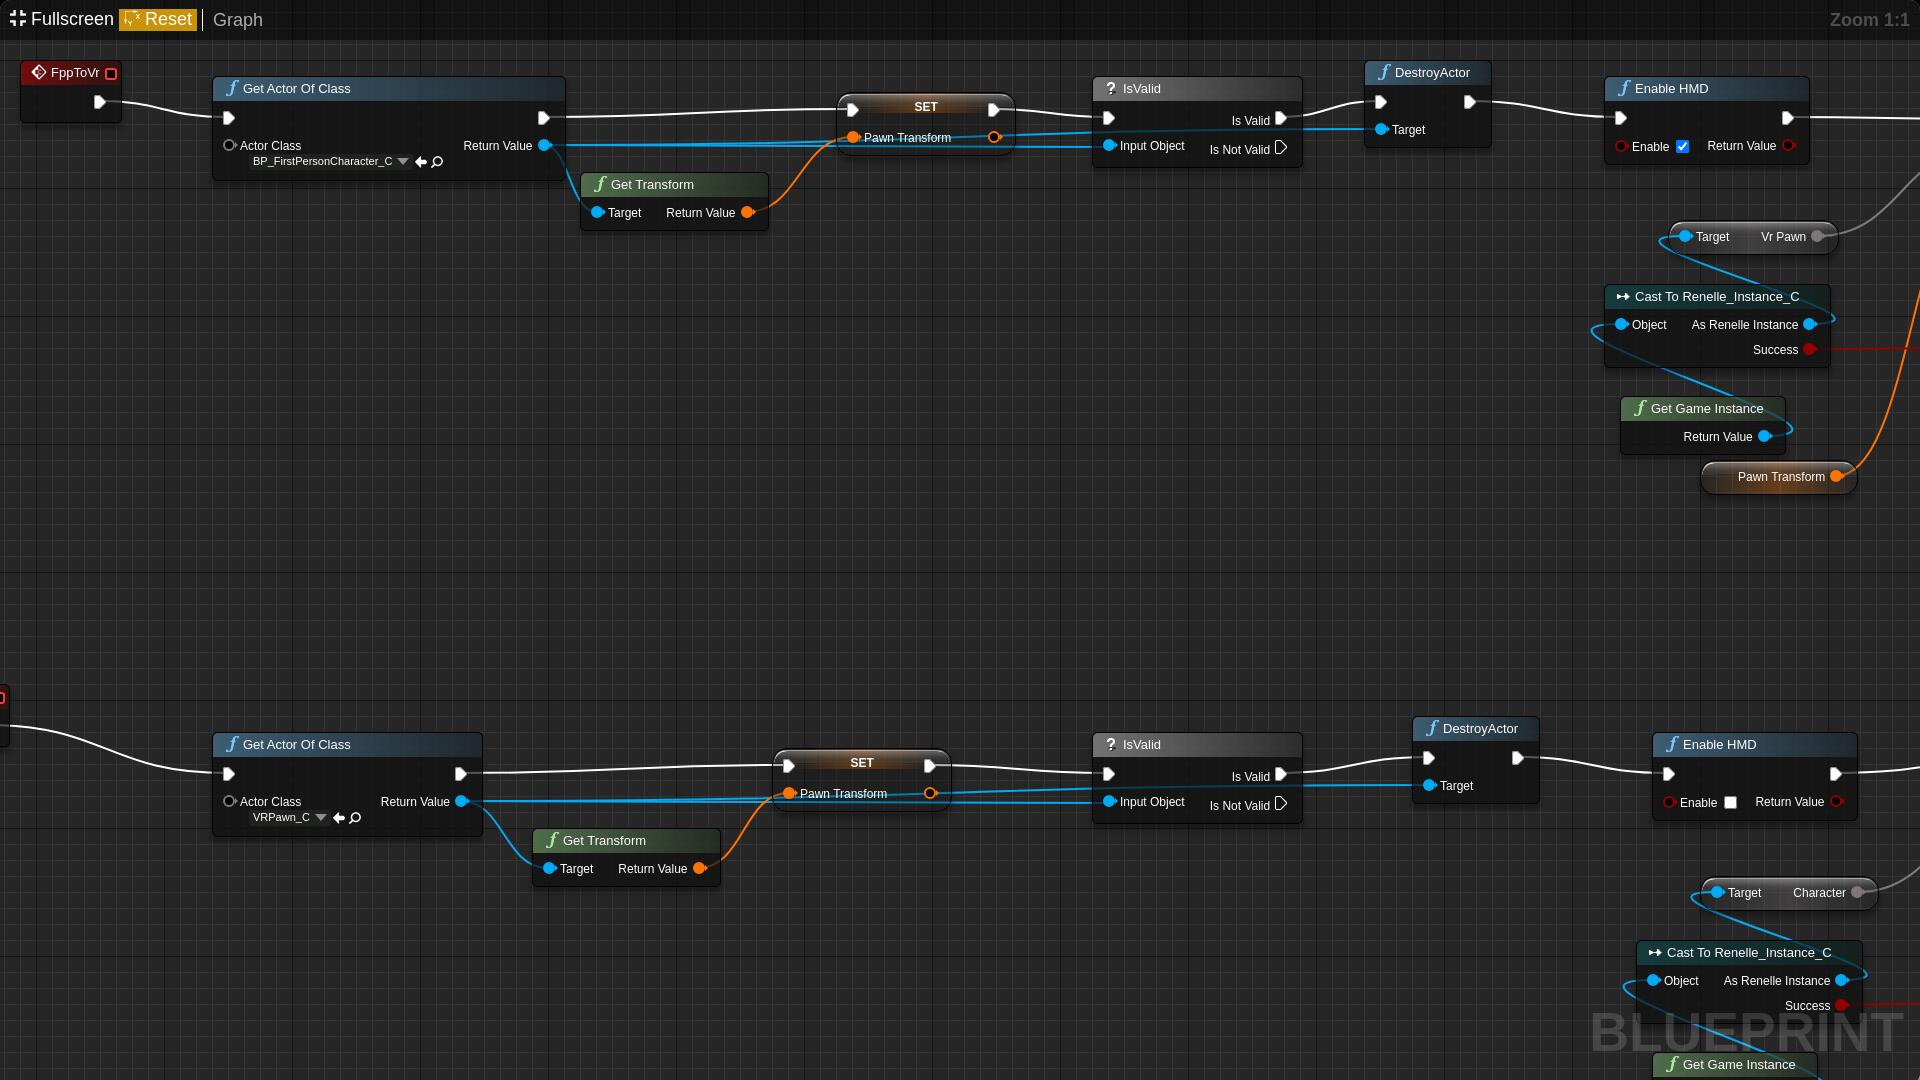 Fullscreen Reset Graph Zoom 1:1
FppToVr
Get Actor Of Class
Actor Class Return Value
BP_FirstPersonCharacter_C
Get Transform
Target Return Value
SET
Pawn Transform
? IsValid
Is Valid
Input Object Is Not Valid
DestroyActor
Target
Enable HMD
Enable Return Value
Target Vr Pawn
Cast To Renelle_Instance_C
Object As Renelle Instance
Success
Get Game Instance
Return Value
Pawn Transform
Get Actor Of Class
Actor Class Return Value
VRPawn_C
Get Transform
Target Return Value
SET
Pawn Transform
? IsValid
Is Valid
Input Object Is Not Valid
DestroyActor
Target
Enable HMD
Enable Return Value
Target Character
Cast To Renelle_Instance_C
Object As Renelle Instance
Success
BLUEPRINT
Get Game Instance